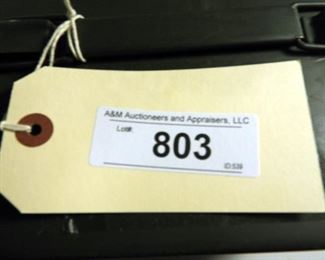 A&M Auctioneers and Appraisers, LLC
Lot#:
803
ID:539